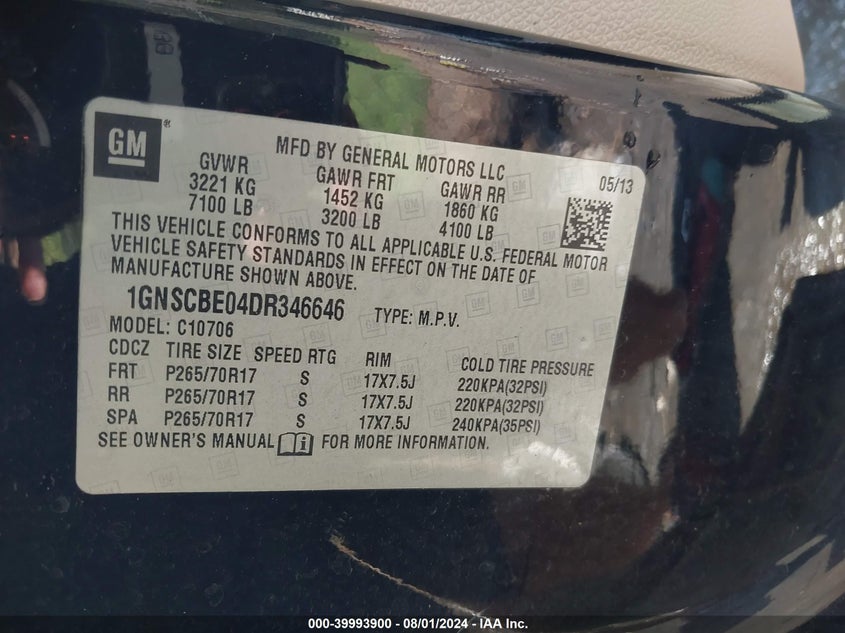 GM
MFD BY GENERAL MOTORS LLC
GVWR GAWR FRT GAWR RR 05/13
3221 KG 1452 KG 1860 KG
7100 LB 3200 LB 4100 LB
THIS VEHICLE CONFORMS TO ALL APPLICABLE U.S. FEDERAL MOTOR
VEHICLE SAFETY STANDARDS IN EFFECT ON THE DATE OF
MANUFACTURE SHOWN ABOVE.
1GNSCBE04DR346646 TYPE: M.P.V.
MODEL: C10706
CDCZ TIRE SIZE SPEED RTG RIM COLD TIRE PRESSURE
FRT P265/70R17 S 17X7.5J 220KPA(32PSI)
RR P265/70R17 S 17X7.5J 220KPA(32PSI)
SPA P265/70R17 S 17X7.5J 240KPA(35PSI)
SEE OWNER'S MANUAL FOR MORE INFORMATION.
000-39993900 - 08/01/2024 - IAA Inc.